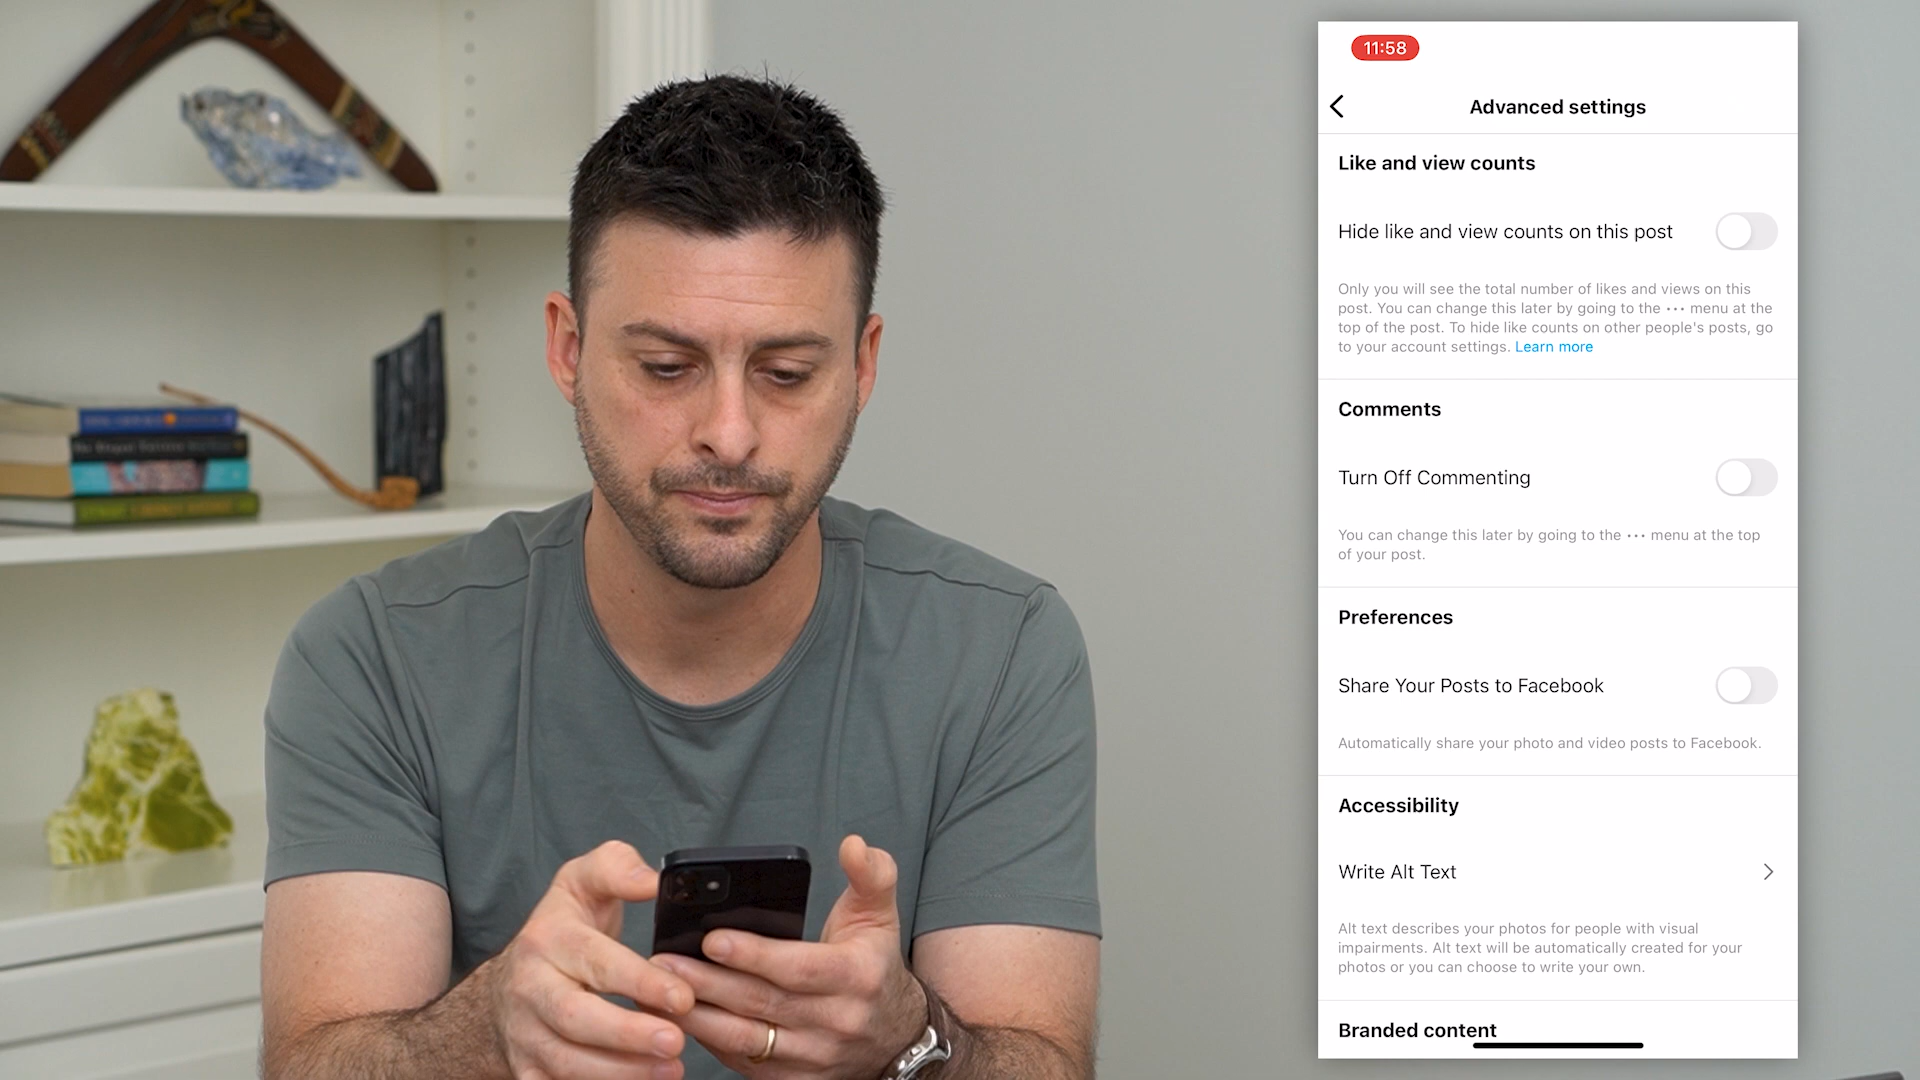 11:58
Advanced settings
Like and view counts
Hide like and view counts on this post
Only you will see the total number of likes and views on this
post. You can change this later by going to the ··· menu at the
top of the post. To hide like counts on other people's posts, go
to your account settings. Learn more
Comments
Turn Off Commenting
You can change this later by going to the ··· menu at the top
of your post.
Preferences
Share Your Posts to Facebook
Automatically share your photo and video posts to Facebook.
Accessibility
Write Alt Text
Alt text describes your photos for people with visual
impairments. Alt text will be automatically created for your
photos or you can choose to write your own.
Branded content